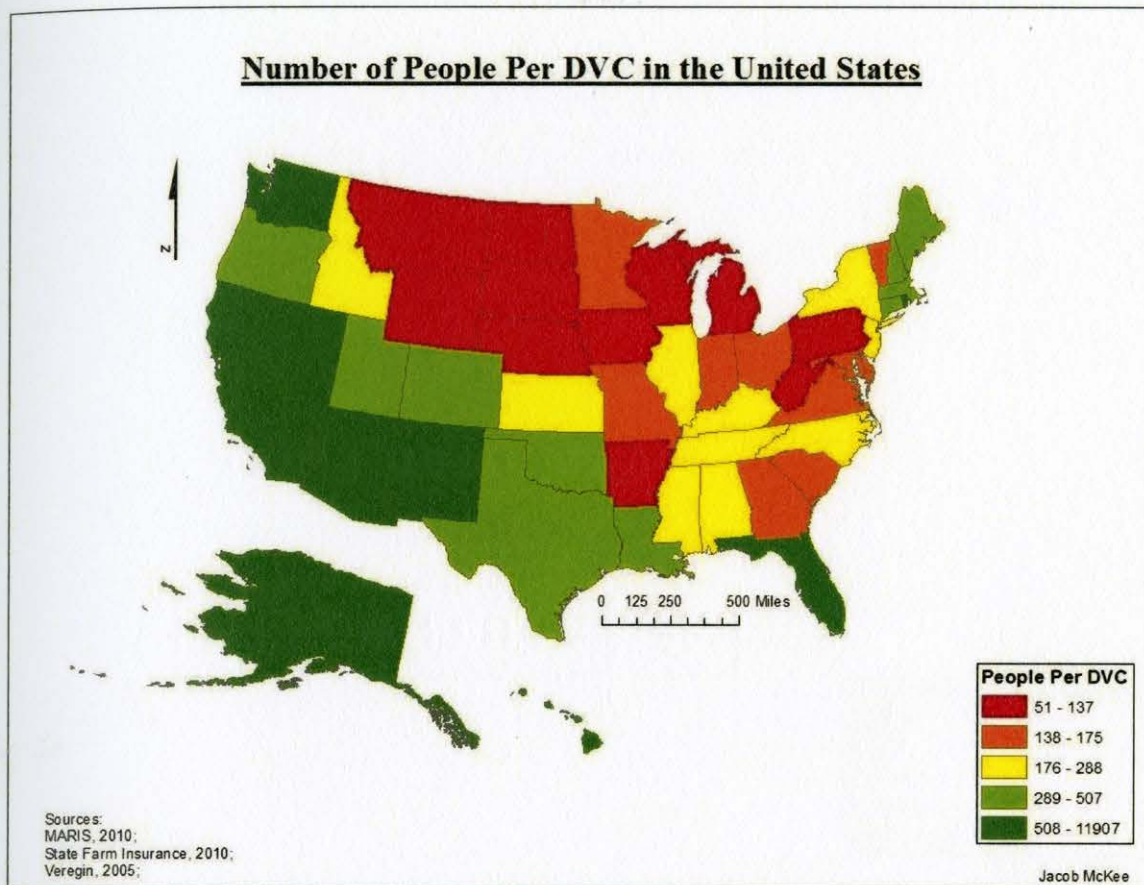 Number of People Per DVC in the United States
N
0 125 250 500 Miles
People Per DVC
51 - 137
138 - 175
176 - 288
289 - 507
508 - 11907
Sources:
MARIS, 2010;
State Farm Insurance, 2010;
Veregin, 2005;
Jacob McKee